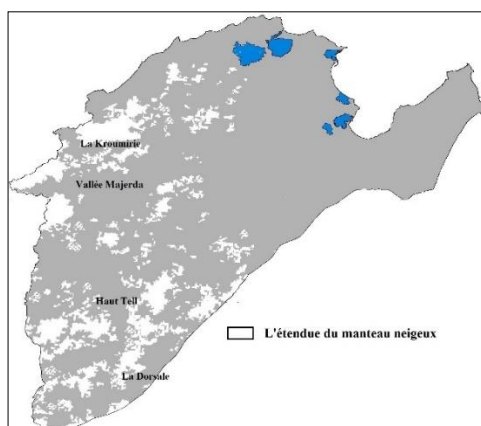 La Kroumirie
Vallée Majerda
Haut Tell
L'étendue du manteau neigeux
La Dorsale